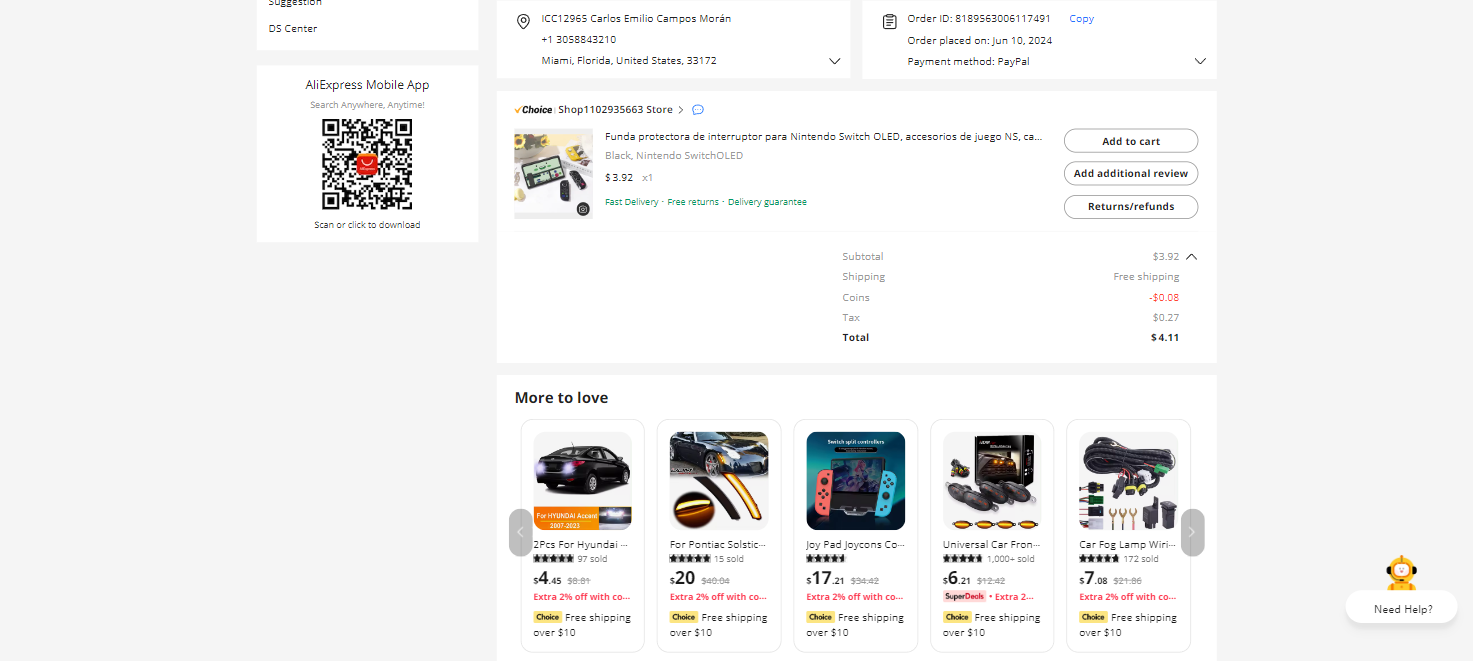 Suggestion
DS Center
AliExpress Mobile App
Search Anywhere, Anytime!
Scan or click to download
ICC12965 Carlos Emilio Campos Morán
+1 3058843210
Miami, Florida, United States, 33172
Order ID: 8189563006117491 Copy
Order placed on: Jun 10, 2024
Payment method: PayPal
Choice Shop1102935663 Store
Funda protectora de interruptor para Nintendo Switch OLED, accesorios de juego NS, ca...
Black, Nintendo SwitchOLED
$3.92 x1
Fast Delivery · Free returns · Delivery guarantee
Add to cart
Add additional review
Returns/refunds
Subtotal $3.92
Shipping Free shipping
Coins -$0.08
Tax $0.27
Total $4.11
More to love
For HYUNDAI Accent
2007-2023
2Pcs For Hyundai ...
97 sold
$4.45 $8.81
Extra 2% off with co...
Choice Free shipping
over $10
For Pontiac Solstic...
15 sold
$20 $40.04
Extra 2% off with co...
Choice Free shipping
over $10
Switch split controllers
Joy Pad Joycons Co...
$17.21 $34.42
Extra 2% off with co...
Choice Free shipping
over $10
Universal Car Fron...
1,000+ sold
$6.21 $12.42
SuperDeals • Extra 2...
Choice Free shipping
over $10
Car Fog Lamp Wiri...
172 sold
$7.08 $21.86
Extra 2% off with co...
Choice Free shipping
over $10
Need Help?